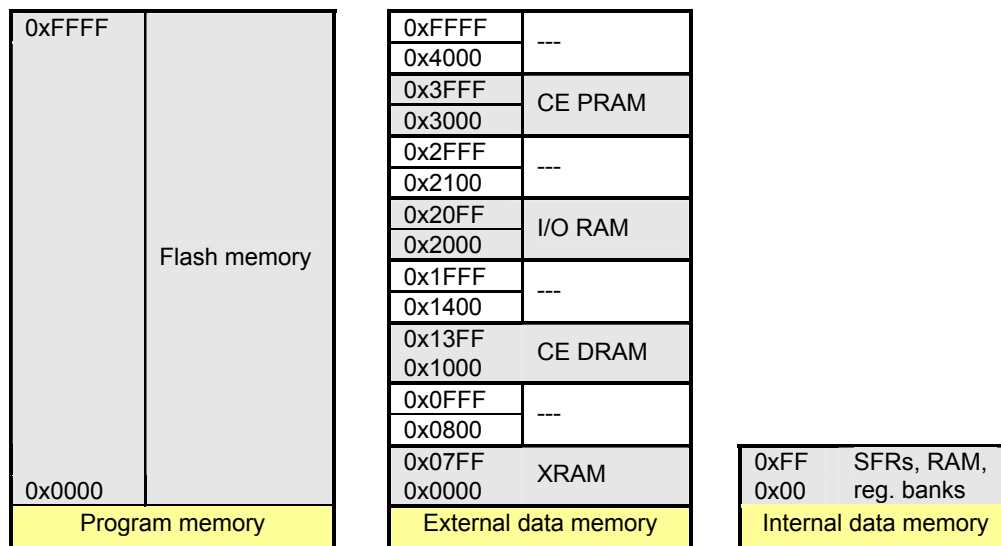 0xFFFF
Flash memory
0x0000
Program memory
0xFFFF
---
0x4000
0x3FFF
CE PRAM
0x3000
0x2FFF
---
0x2100
0x20FF
I/O RAM
0x2000
0x1FFF
---
0x1400
0x13FF
CE DRAM
0x1000
0x0FFF
---
0x0800
0x07FF
XRAM
0x0000
External data memory
0xFF SFRs, RAM,
0x00 reg. banks
Internal data memory